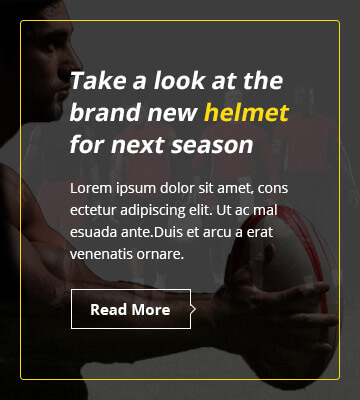 Take a look at the
brand new helmet
for next season
Lorem ipsum dolor sit amet, cons
ectetur adipiscing elit. Ut ac mal
esuada ante.Duis et arcu a erat
venenatis ornare.
Read More